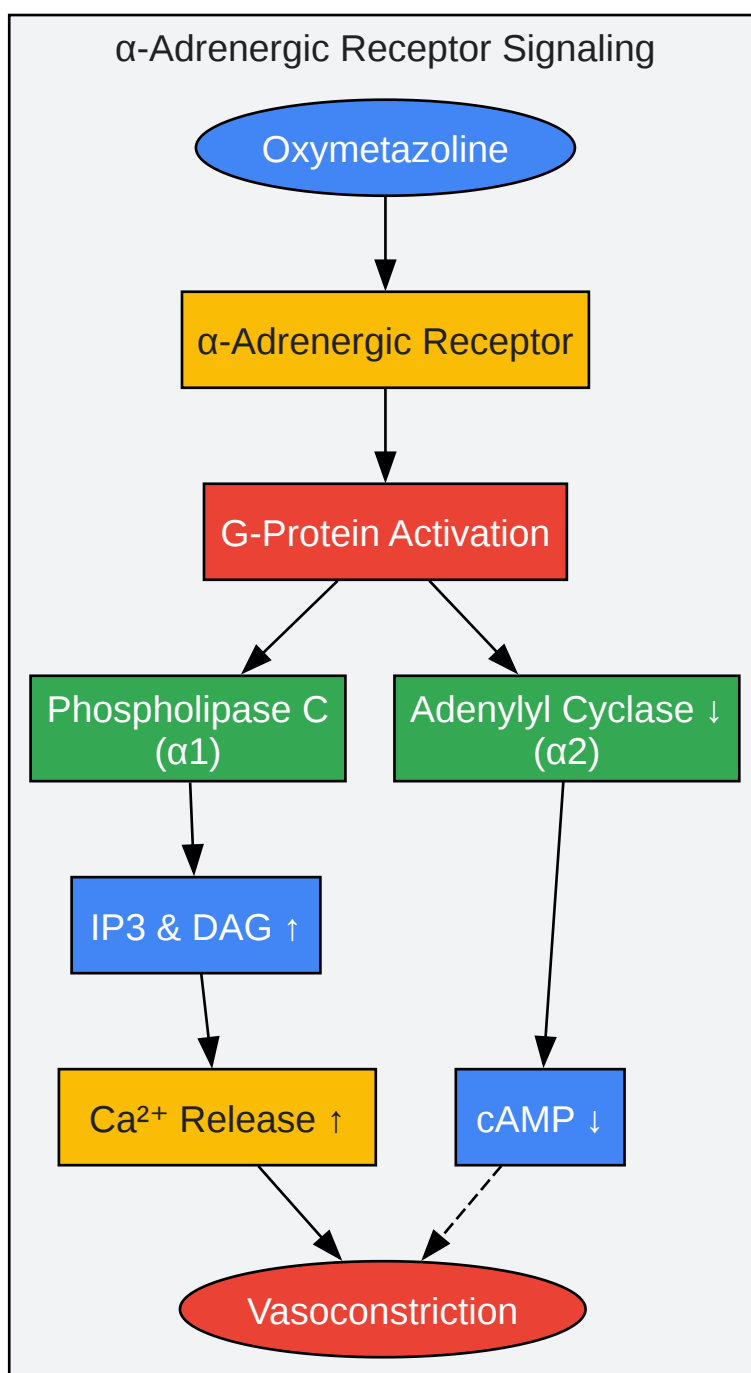 α-Adrenergic Receptor Signaling
Oxymetazoline
α-Adrenergic Receptor
G-Protein Activation
Phospholipase C
(α1)
Adenylyl Cyclase ↓
(α2)
IP3 & DAG ↑
Ca²⁺ Release ↑
cAMP ↓
Vasoconstriction